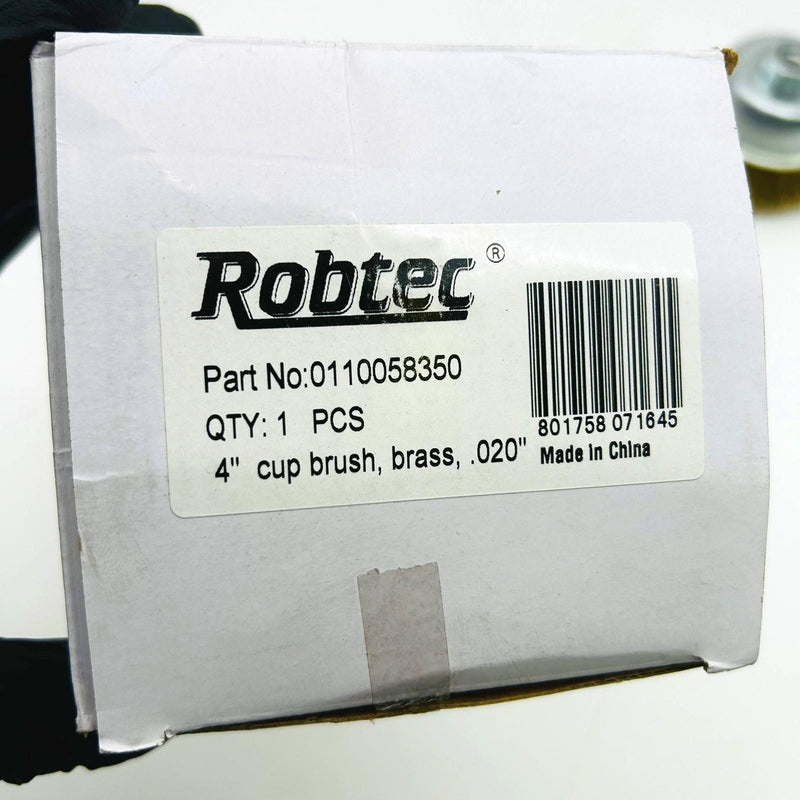 Robtec ®
Part No:0110058350
QTY: 1 PCS
4" cup brush, brass, .020"
801758 071645
Made in China